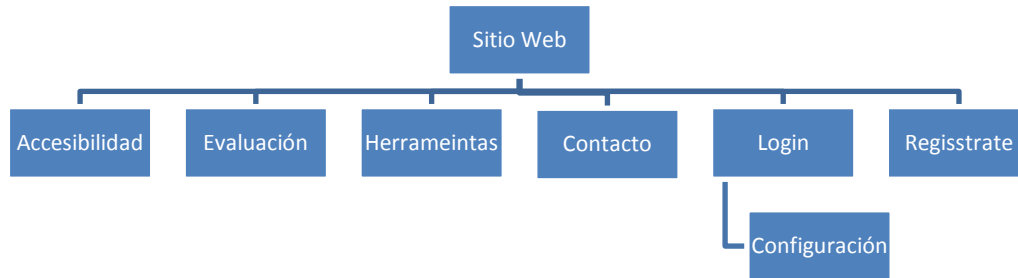 Sitio Web
Accesibilidad
Evaluación
Herrameintas
Contacto
Login
Regisstrate
Configuración